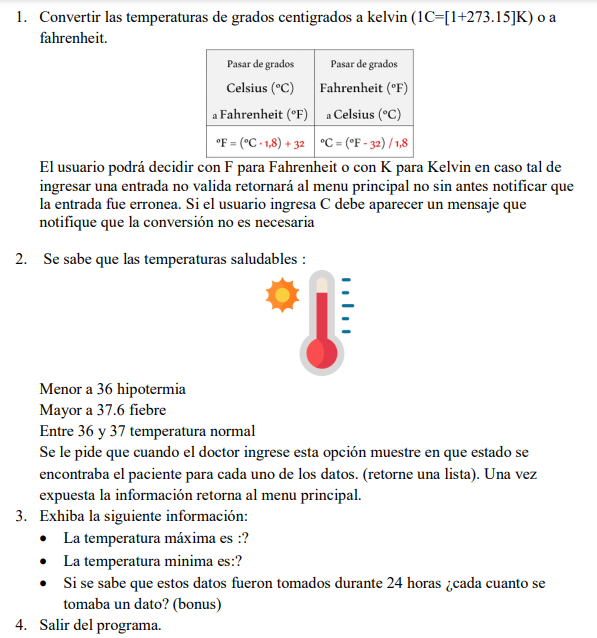 1. Convertir las temperaturas de grados centigrados a kelvin (1C=[1+273.15]K) o a
fahrenheit.
Pasar de grados
Celsius (ºC)
a Fahrenheit (ºF)
Pasar de grados
Fahrenheit (ºF)
a Celsius (ºC)
ºF = (ºC · 1,8) + 32
ºC = (ºF - 32) / 1,8
El usuario podrá decidir con F para Fahrenheit o con K para Kelvin en caso tal de
ingresar una entrada no valida retornará al menu principal no sin antes notificar que
la entrada fue erronea. Si el usuario ingresa C debe aparecer un mensaje que
notifique que la conversión no es necesaria
2. Se sabe que las temperaturas saludables :
Menor a 36 hipotermia
Mayor a 37.6 fiebre
Entre 36 y 37 temperatura normal
Se le pide que cuando el doctor ingrese esta opción muestre en que estado se
encontraba el paciente para cada uno de los datos. (retorne una lista). Una vez
expuesta la información retorna al menu principal.
3. Exhiba la siguiente información:
• La temperatura máxima es :?
• La temperatura minima es:?
• Si se sabe que estos datos fueron tomados durante 24 horas ¿cada cuanto se
tomaba un dato? (bonus)
4. Salir del programa.